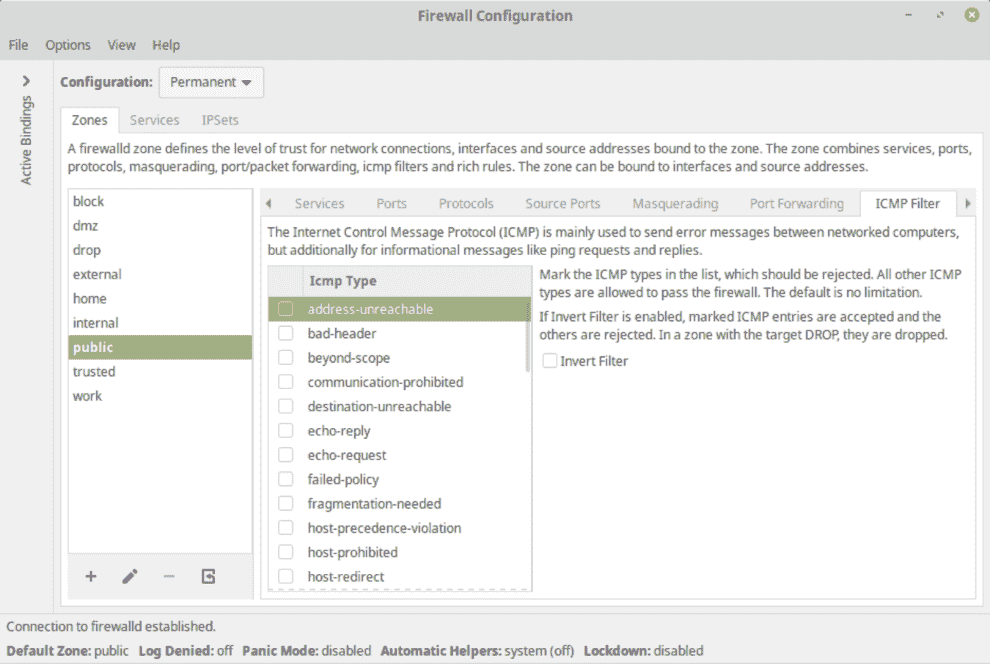 Firewall Configuration
File Options View Help
Active Bindings
Configuration: Permanent
Zones Services IPSets
A firewalld zone defines the level of trust for network connections, interfaces and source addresses bound to the zone. The zone combines services, ports,
protocols, masquerading, port/packet forwarding, icmp filters and rich rules. The zone can be bound to interfaces and source addresses.
block
dmz
drop
external
home
internal
public
trusted
work
Services Ports Protocols Source Ports Masquerading Port Forwarding ICMP Filter
The Internet Control Message Protocol (ICMP) is mainly used to send error messages between networked computers,
but additionally for informational messages like ping requests and replies.
Icmp Type
address-unreachable
bad-header
beyond-scope
communication-prohibited
destination-unreachable
echo-reply
echo-request
failed-policy
fragmentation-needed
host-precedence-violation
host-prohibited
host-redirect
Mark the ICMP types in the list, which should be rejected. All other ICMP
types are allowed to pass the firewall. The default is no limitation.
If Invert Filter is enabled, marked ICMP entries are accepted and the
others are rejected. In a zone with the target DROP, they are dropped.
Invert Filter
Connection to firewalld established.
Default Zone: public Log Denied: off Panic Mode: disabled Automatic Helpers: system (off) Lockdown: disabled